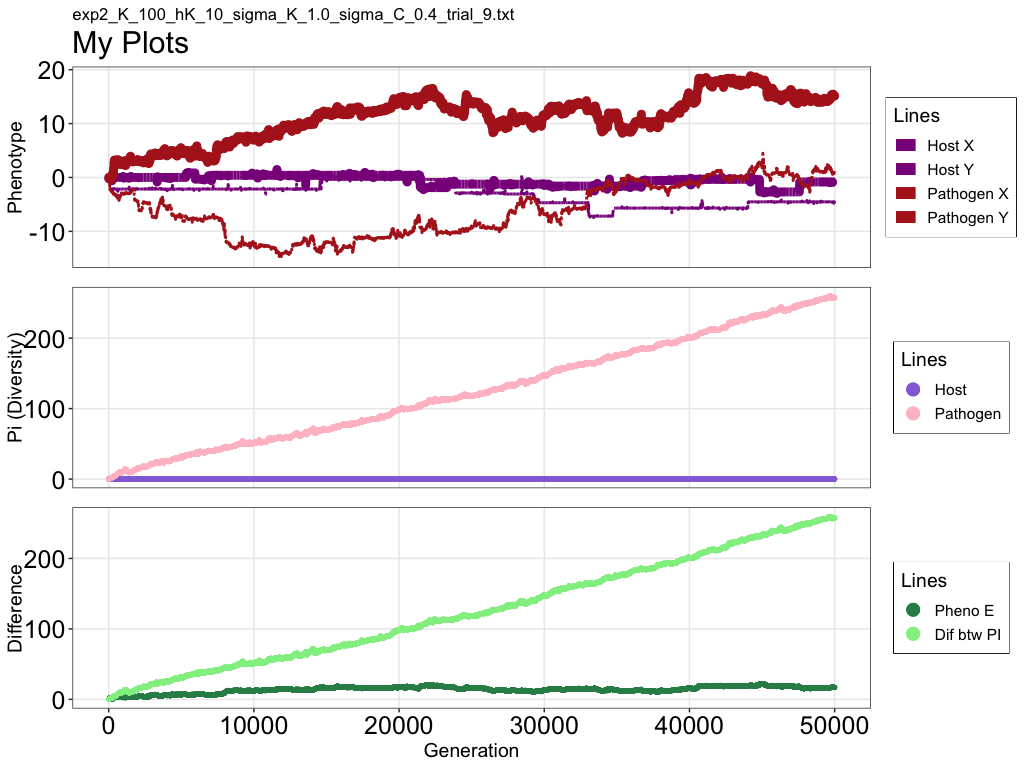 exp2_K_100_hK_10_sigma_K_1.0_sigma_C_0.4_trial_9.txt
My Plots
Phenotype
20
10
0
-10
Lines
Host X
Host Y
Pathogen X
Pathogen Y
Pi (Diversity)
200
100
0
Lines
Host
Pathogen
Difference
200
100
0
Lines
Pheno E
Dif btw PI
0 10000 20000 30000 40000 50000
Generation